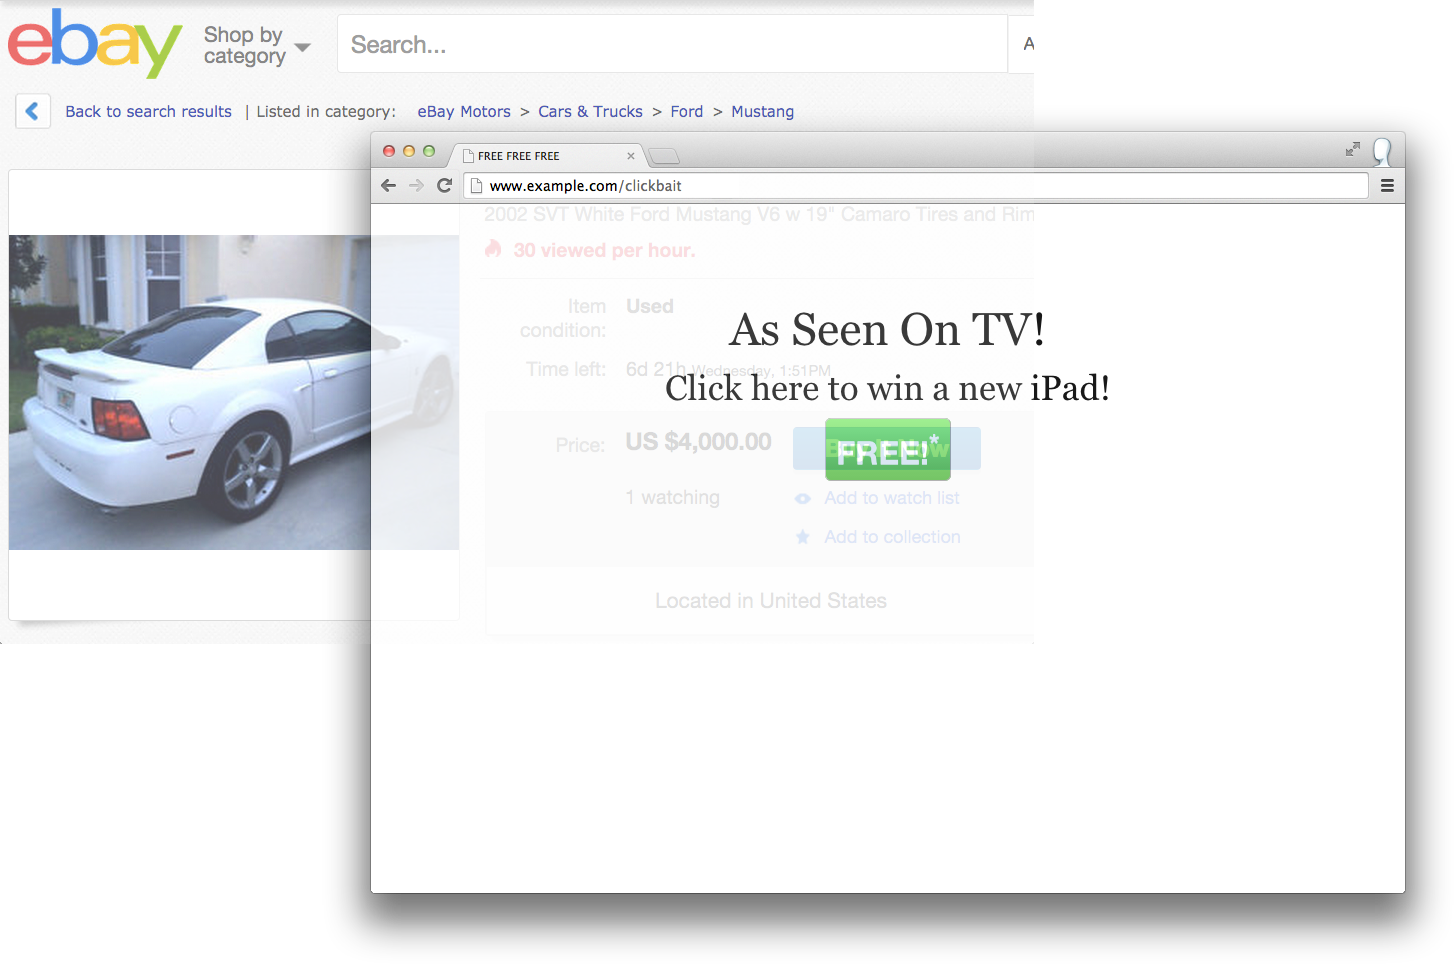 ebay
Shop by
category
Search...
A
Back to search results | Listed in category: eBay Motors > Cars & Trucks > Ford > Mustang
FREE FREE FREE
www.example.com/clickbait
2002 SVT White Ford Mustang V6 w 19" Camaro Tires and Rim
30 viewed per hour.
Item
condition:
Used
As Seen On TV!
Time left: 6d 21h Wednesday, 1:51PM
Click here to win a new iPad!
Price: US $4,000.00
Buy It Now
FREE!*
1 watching
Add to watch list
Add to collection
Located in United States